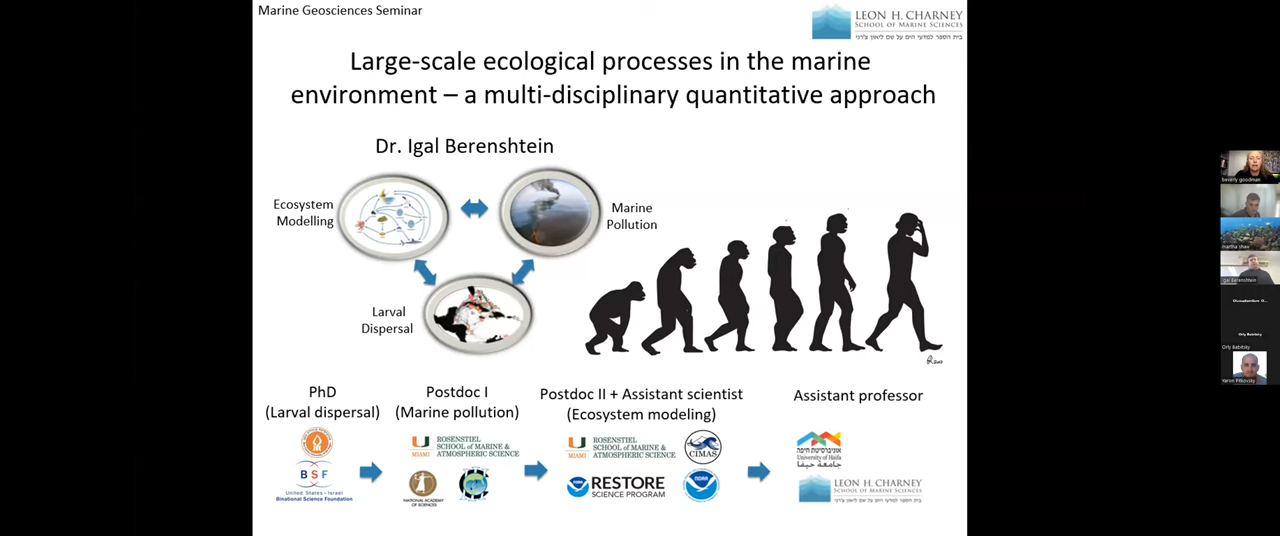 Marine Geosciences Seminar
LEON H. CHARNEY
SCHOOL OF MARINE SCIENCES
בית הספר למדעי הים על שם ליאון צ'רני
Large-scale ecological processes in the marine
environment – a multi-disciplinary quantitative approach
Dr. Igal Berenshtein
Ecosystem
Modelling
Marine
Pollution
Larval
Dispersal
PhD
(Larval dispersal)
Postdoc I
(Marine pollution)
Postdoc II + Assistant scientist
(Ecosystem modeling)
Assistant professor
BSF
United States - Israel
Binational Science Foundation
U
MIAMI
ROSENSTIEL
SCHOOL of MARINE &
ATMOSPHERIC SCIENCE
NATIONAL ACADEMY
OF SCIENCES
U
MIAMI
ROSENSTIEL
SCHOOL of MARINE &
ATMOSPHERIC SCIENCE
CIMAS
NOAA
RESTORE
SCIENCE PROGRAM
NOAA
אוניברסיטת חיפה
University of Haifa
جامعة حيفا
LEON H. CHARNEY
SCHOOL OF MARINE SCIENCES
בית הספר למדעי הים על שם ליאון צ'רני
beverly goodman
martha shaw
Igal Berenshtein
Orly Babitsky
Orly Babitsky
Yaron Pitkovsky